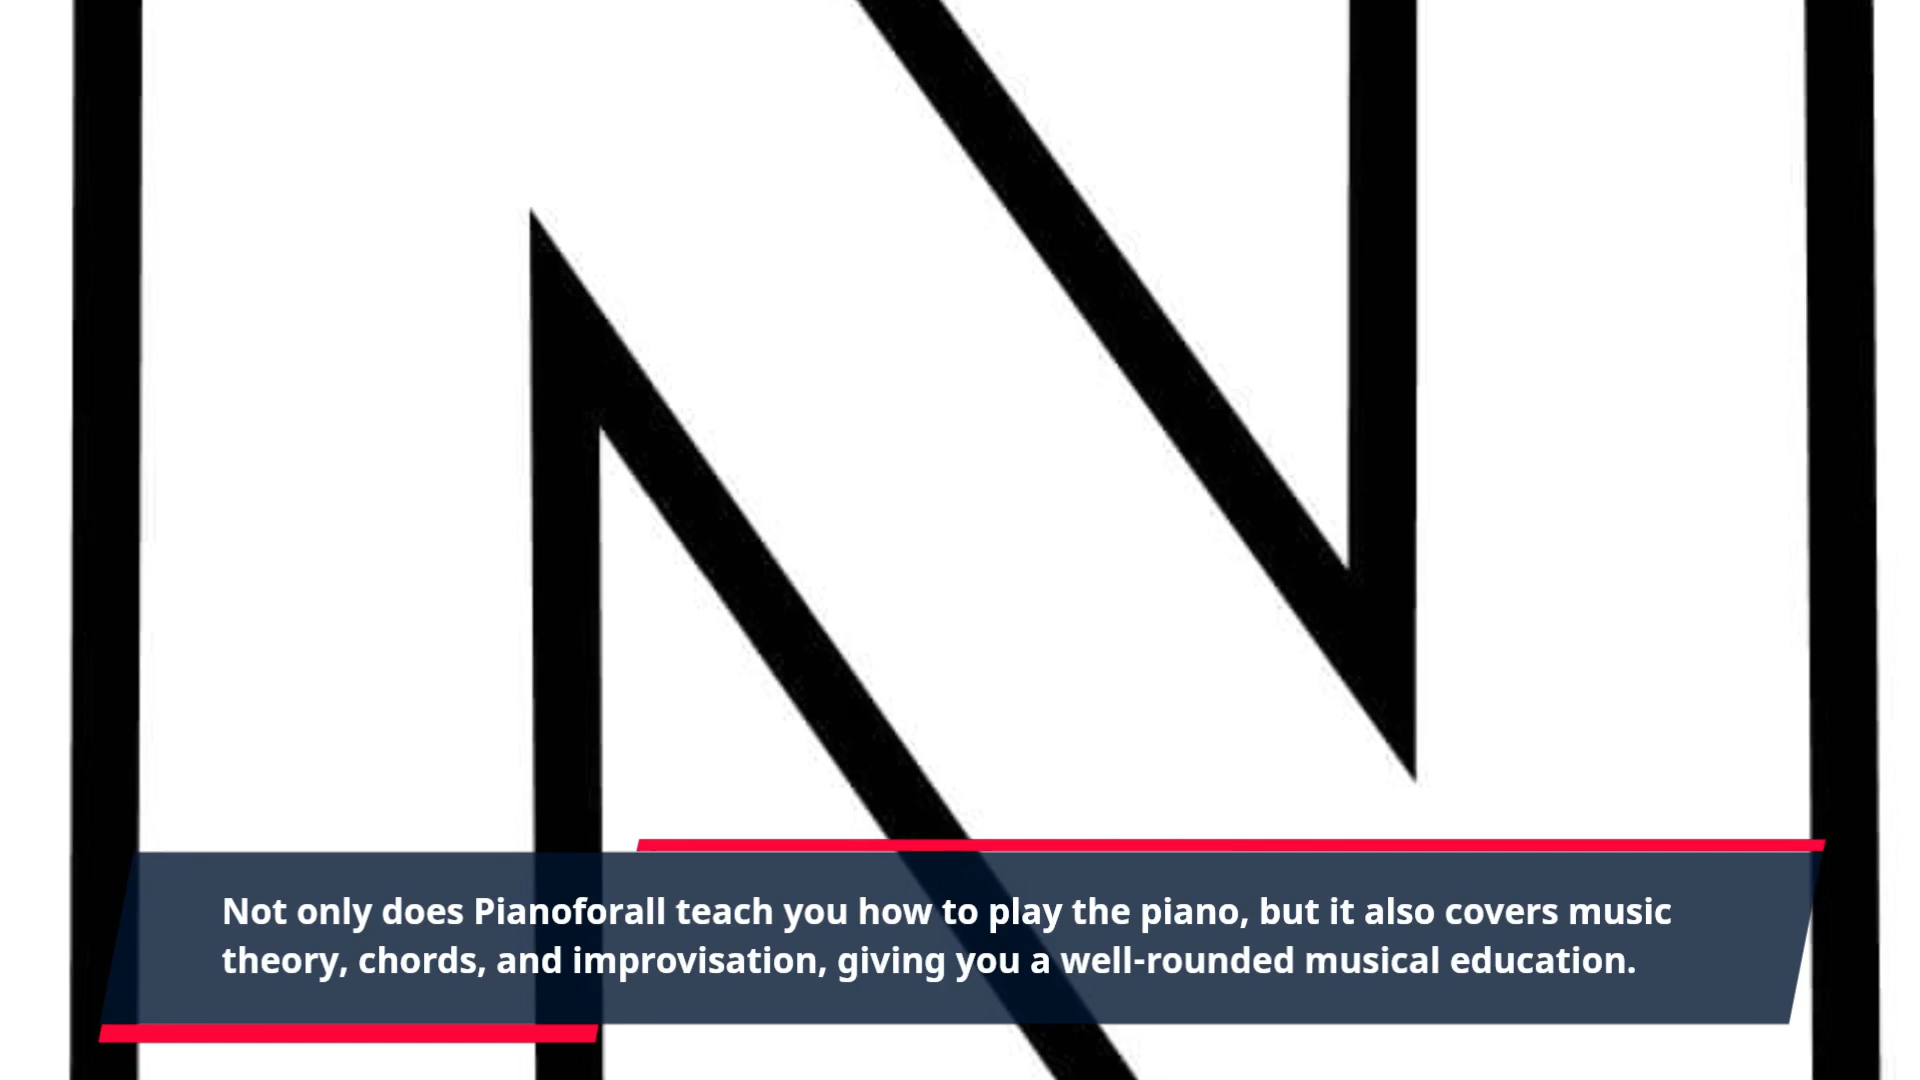 Not only does Pianoforall teach you how to play the piano, but it also covers music
theory, chords, and improvisation, giving you a well-rounded musical education.